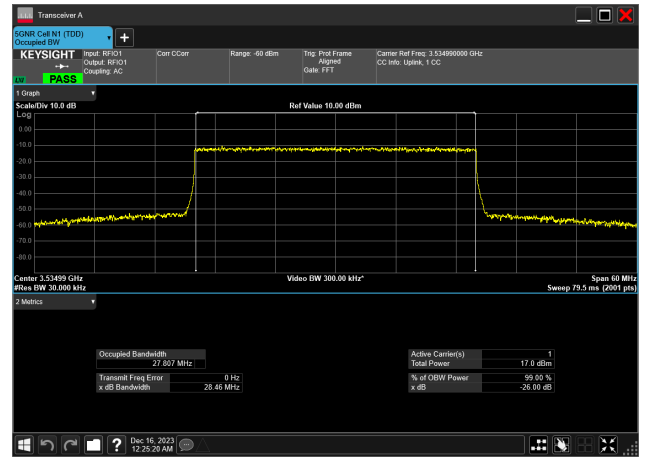 Transceiver A
5GNR Cell N1 (TDD)
Occupied BW
KEYSIGHT Input: RFIO1 Corr CCorr Range: -60 dBm Trig: Prot Frame Carrier Ref Freq: 3.534990000 GHz
Output: RFIO1 Aligned CC Info: Uplink, 1 CC
Coupling: AC Gate: FFT
LXI PASS
1 Graph
Scale/Div 10.0 dB Ref Value 10.00 dBm
Log
0.00
-10.0
-20.0
-30.0
-40.0
-50.0
-60.0
-70.0
-80.0
Center 3.53499 GHz Video BW 300.00 kHz* Span 60 MHz
#Res BW 30.000 kHz Sweep 79.5 ms (2001 pts)
2 Metrics
Occupied Bandwidth Active Carrier(s) 1
27.807 MHz Total Power 17.0 dBm
Transmit Freq Error 0 Hz % of OBW Power 99.00 %
x dB Bandwidth 28.46 MHz x dB -26.00 dB
? Dec 16, 2023
12:25:20 AM